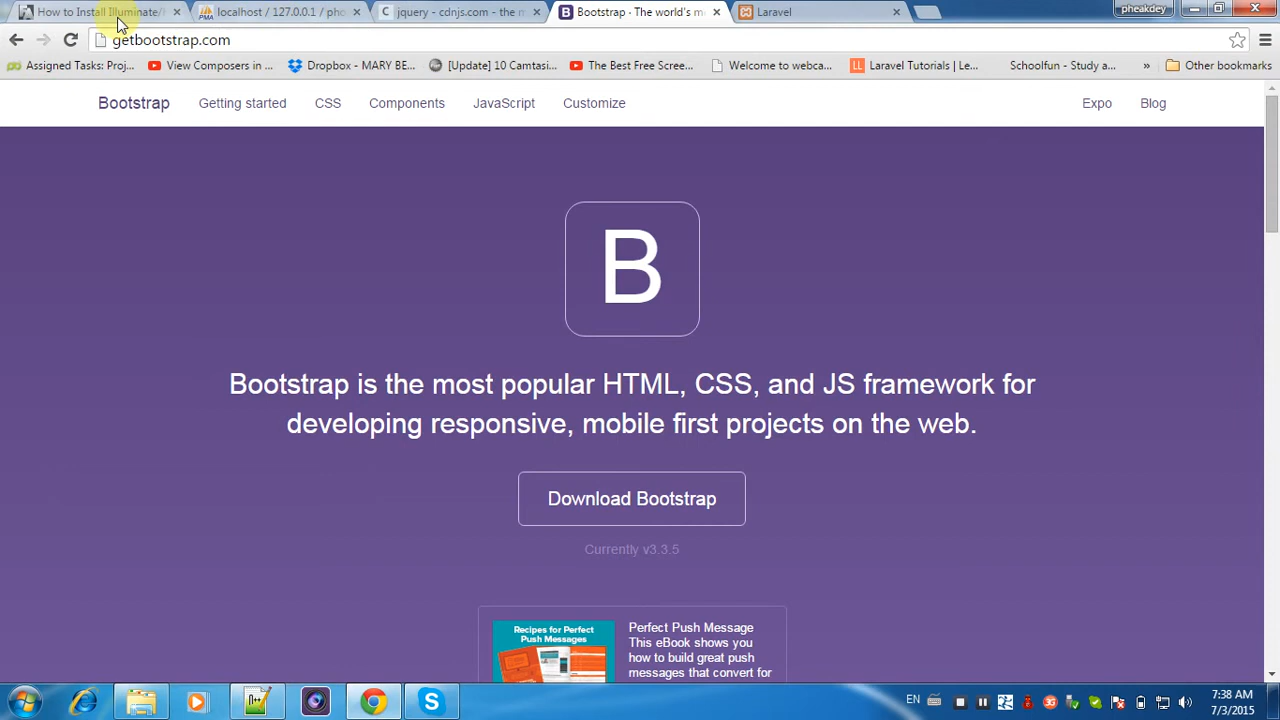 How to Install Illuminate/
localhost / 127.0.0.1 / pho
jquery - cdnjs.com - the m
Bootstrap · The world's m
Laravel
pheakdey
getbootstrap.com
Assigned Tasks: Proj...
View Composers in ...
Dropbox - MARY BE...
[Update] 10 Camtasi...
The Best Free Scree...
Welcome to webca...
Laravel Tutorials | Le...
Schoolfun - Study a...
»
Other bookmarks
Bootstrap
Getting started
CSS
Components
JavaScript
Customize
Expo
Blog
B
Bootstrap is the most popular HTML, CSS, and JS framework for
developing responsive, mobile first projects on the web.
Download Bootstrap
Currently v3.3.5
Recipes for Perfect
Push Messages
Perfect Push Message
This eBook shows you
how to build great push
messages that convert for
EN
7:38 AM
7/3/2015